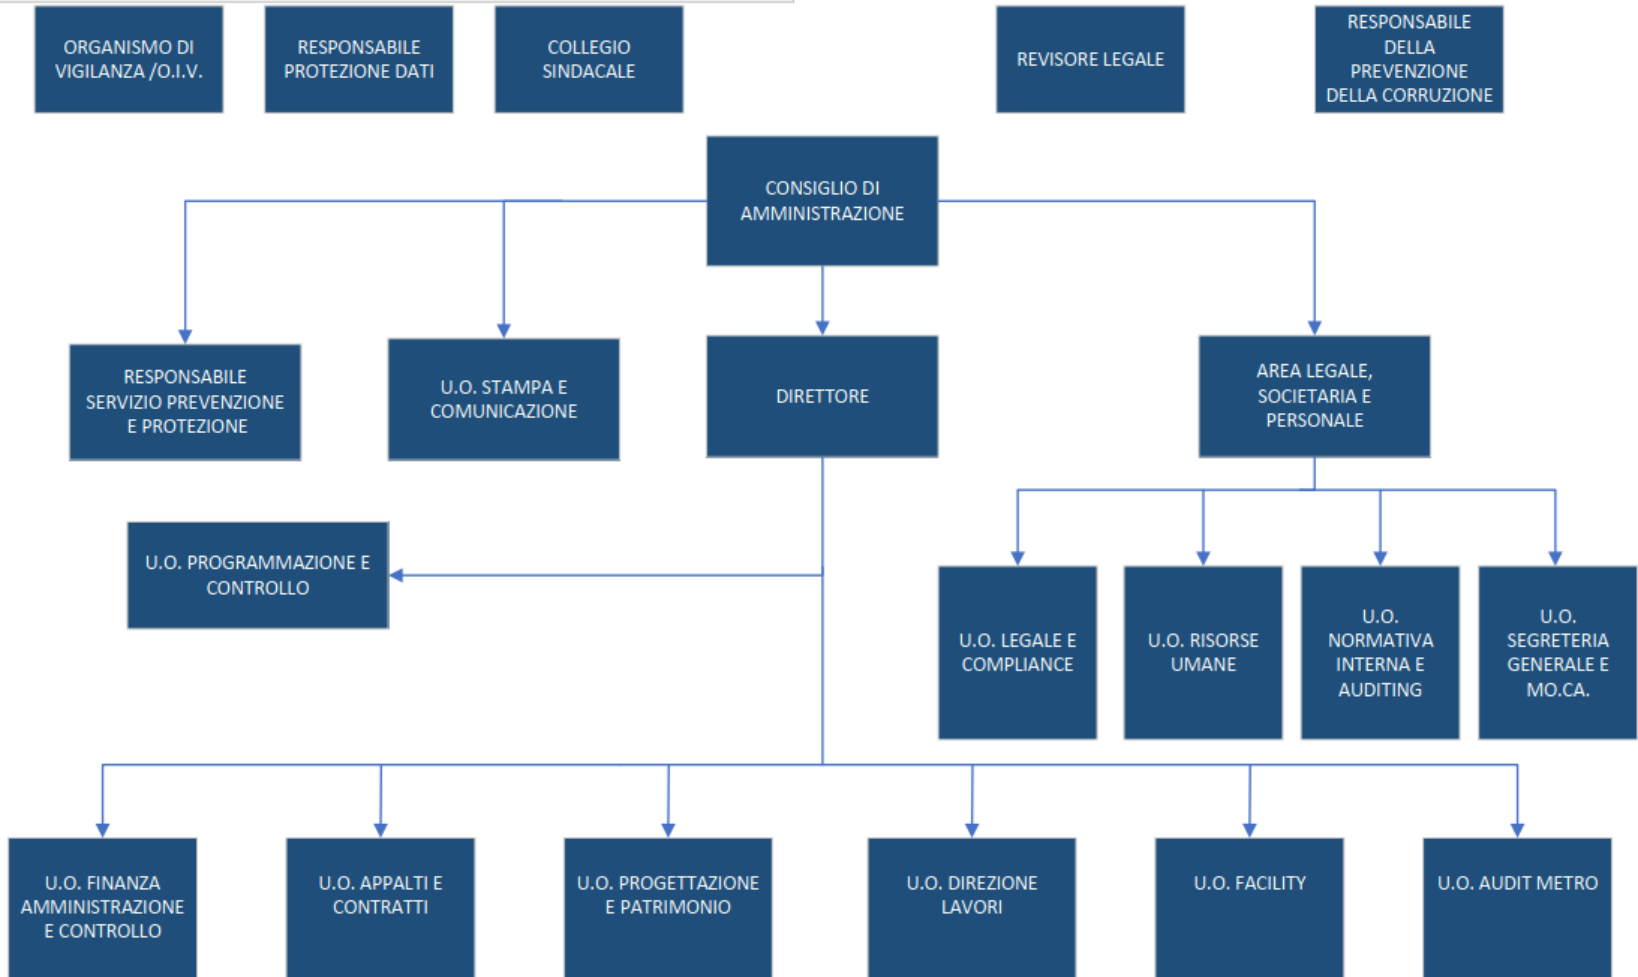 ORGANISMO DI
VIGILANZA /O.I.V.
RESPONSABILE
PROTEZIONE DATI
COLLEGIO
SINDACALE
REVISORE LEGALE
RESPONSABILE
DELLA
PREVENZIONE
DELLA CORRUZIONE
CONSIGLIO DI
AMMINISTRAZIONE
RESPONSABILE
SERVIZIO PREVENZIONE
E PROTEZIONE
U.O. STAMPA E
COMUNICAZIONE
DIRETTORE
AREA LEGALE,
SOCIETARIA E
PERSONALE
U.O. PROGRAMMAZIONE E
CONTROLLO
U.O. LEGALE E
COMPLIANCE
U.O. RISORSE
UMANE
U.O.
NORMATIVA
INTERNA E
AUDITING
U.O.
SEGRETERIA
GENERALE E
MO.CA.
U.O. FINANZA
AMMINISTRAZIONE
E CONTROLLO
U.O. APPALTI E
CONTRATTI
U.O. PROGETTAZIONE
E PATRIMONIO
U.O. DIREZIONE
LAVORI
U.O. FACILITY
U.O. AUDIT METRO